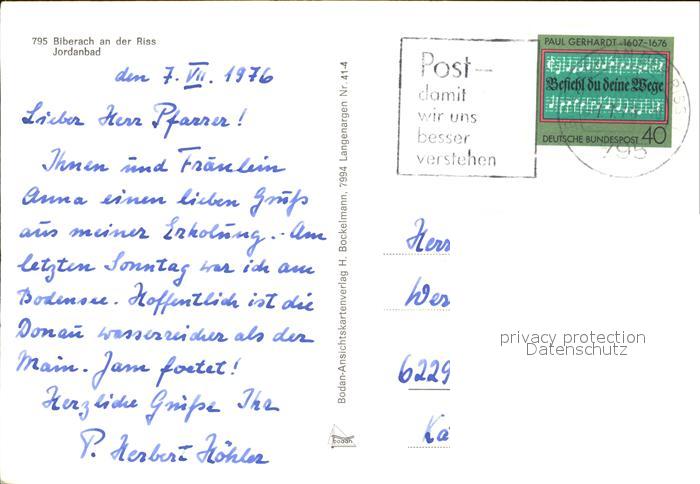 795 Biberach an der Riss
Jordanbad
den 7. VII. 1976
Lieber Herr Pfarrer!
Ihnen und Fräulein
Anna einen lieben Gruß
aus meiner Erholung. - Am
letzten Sonntag war ich am
Bodensee. Hoffentlich ist die
Donau wasserreicher als der
Main. Jam foetet!
Herzliche Grüße Ihr
P. Herbert Köhler
Bodan-Ansichtskartenverlag H. Bockelmann, 7994 Langenargen Nr. 41-4
bodan
Post-
damit
wir uns
besser
verstehen
PAUL GERHARDT · 1607-1676
Befiehl du deine Wege
DEUTSCHE BUNDESPOST 40
795
Herr
Wer
6229
privacy protection
Datenschutz